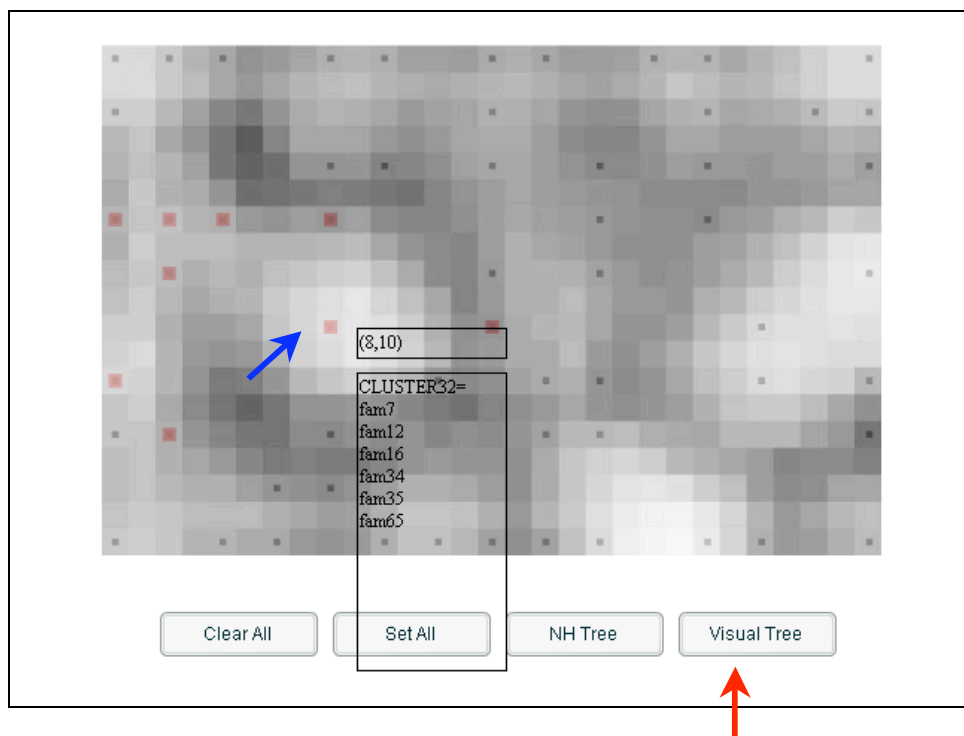 (8,10)
CLUSTER32=
fam7
fam12
fam16
fam34
fam35
fam65
Clear All
Set All
NH Tree
Visual Tree